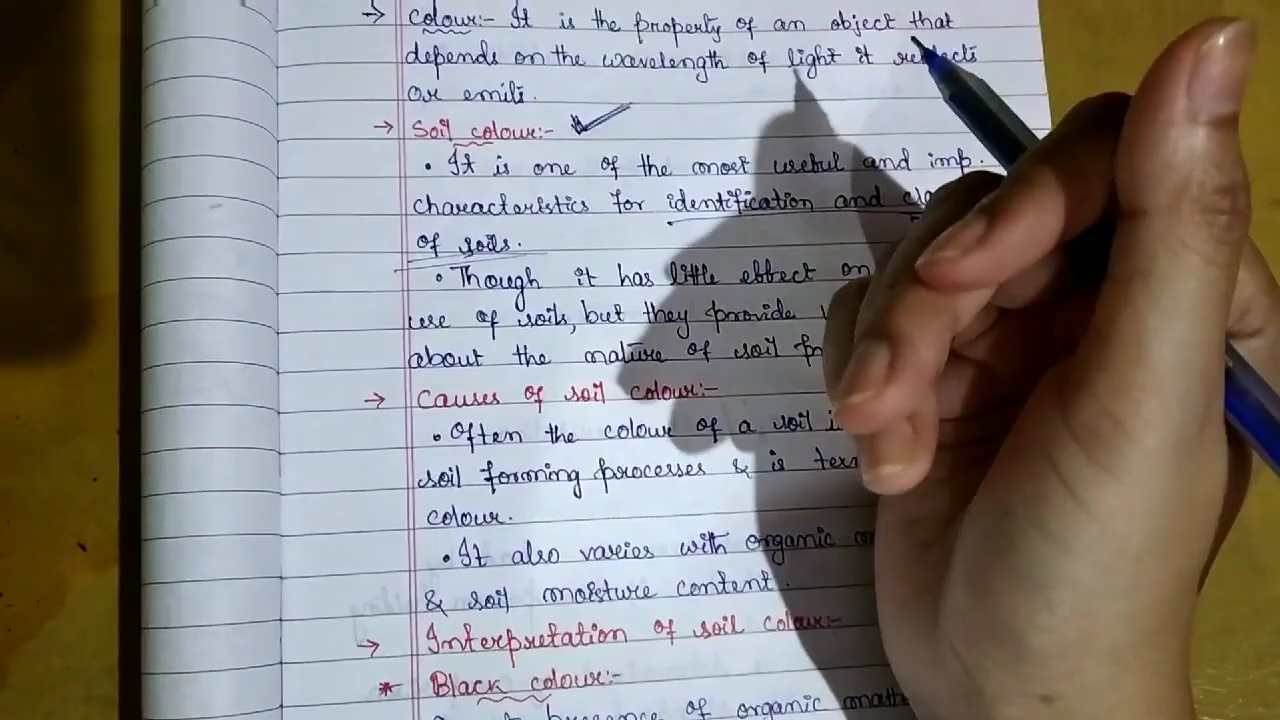 → colour:- It is the property of an object that
depends on the wavelength of light it reflects
or emits.
→ Soil colour:-
• It is one of the most useful and imp.
characteristics for identification and
of soils.
• Though it has little effect on
use of soils, but they provide
about the nature of soil
→ Causes of soil colour:-
• Often the colour of a soil
soil forming processes & is
colour.
• It also varies with organic
& soil moisture content.
→ Interpretation of soil colour:-
* Black colour:-
of organic